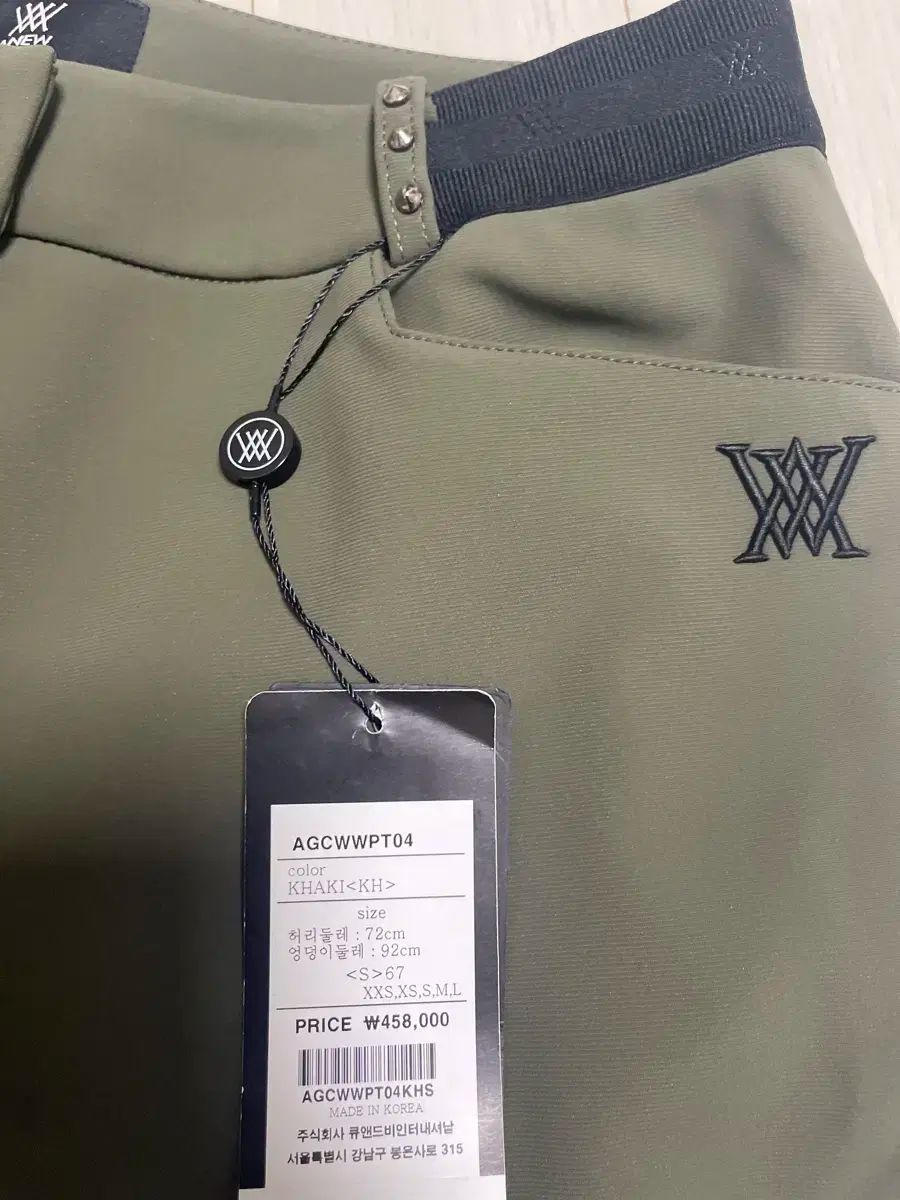 ANEW
AGCWWPT04
color
KHAKI<KH>
size
허리둘레 : 72cm
엉덩이둘레 : 92cm
<S>67
XXS,XS,S,M,L
PRICE ₩458,000
AGCWWPT04KHS
MADE IN KOREA
주식회사 큐앤드비인터내셔날
서울특별시 강남구 봉은사로 315